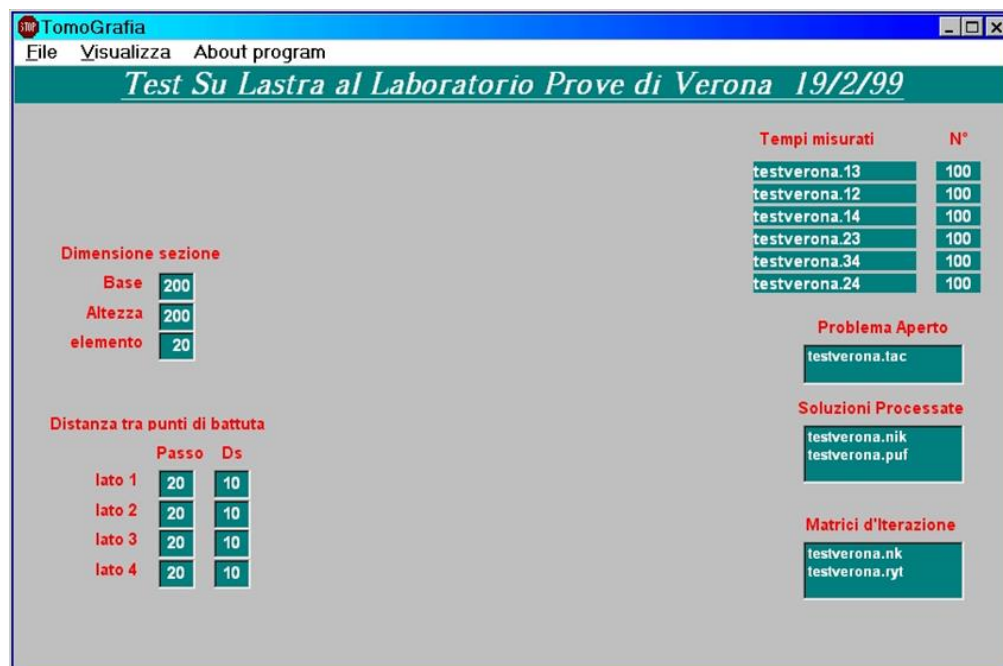 TomoGrafia
File Visualizza About program
Test Su Lastra al Laboratorio Prove di Verona 19/2/99
Tempi misurati N°
testverona.13 100
testverona.12 100
testverona.14 100
testverona.23 100
testverona.34 100
testverona.24 100
Dimensione sezione
Base 200
Altezza 200
elemento 20
Problema Aperto
testverona.tac
Soluzioni Processate
testverona.nik
testverona.puf
Distanza tra punti di battuta
Passo Ds
lato 1 20 10
lato 2 20 10
lato 3 20 10
lato 4 20 10
Matrici d'Iterazione
testverona.nk
testverona.ryt